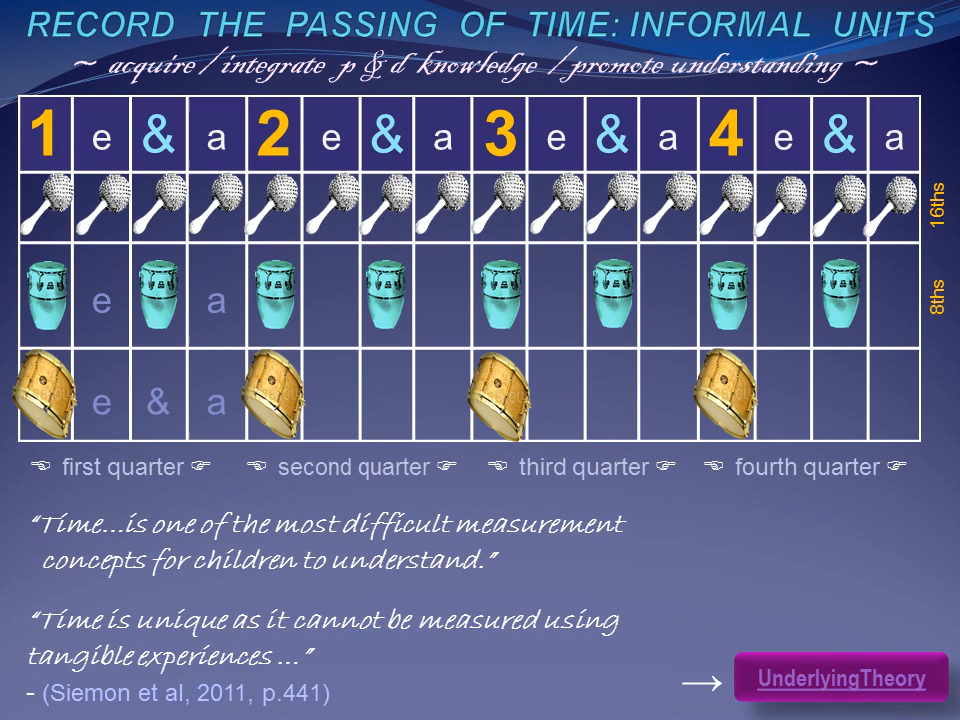 RECORD THE PASSING OF TIME: INFORMAL UNITS
~ acquire / integrate p & d knowledge / promote understanding ~
1 e & a 2 e & a 3 e & a 4 e & a
16ths
e a
8ths
e & a
☜ first quarter ☞ ☜ second quarter ☞ ☜ third quarter ☞ ☜ fourth quarter ☞
“Time...is one of the most difficult measurement
concepts for children to understand.”
“Time is unique as it cannot be measured using
tangible experiences ...”
- (Siemon et al, 2011, p.441)
→ UnderlyingTheory